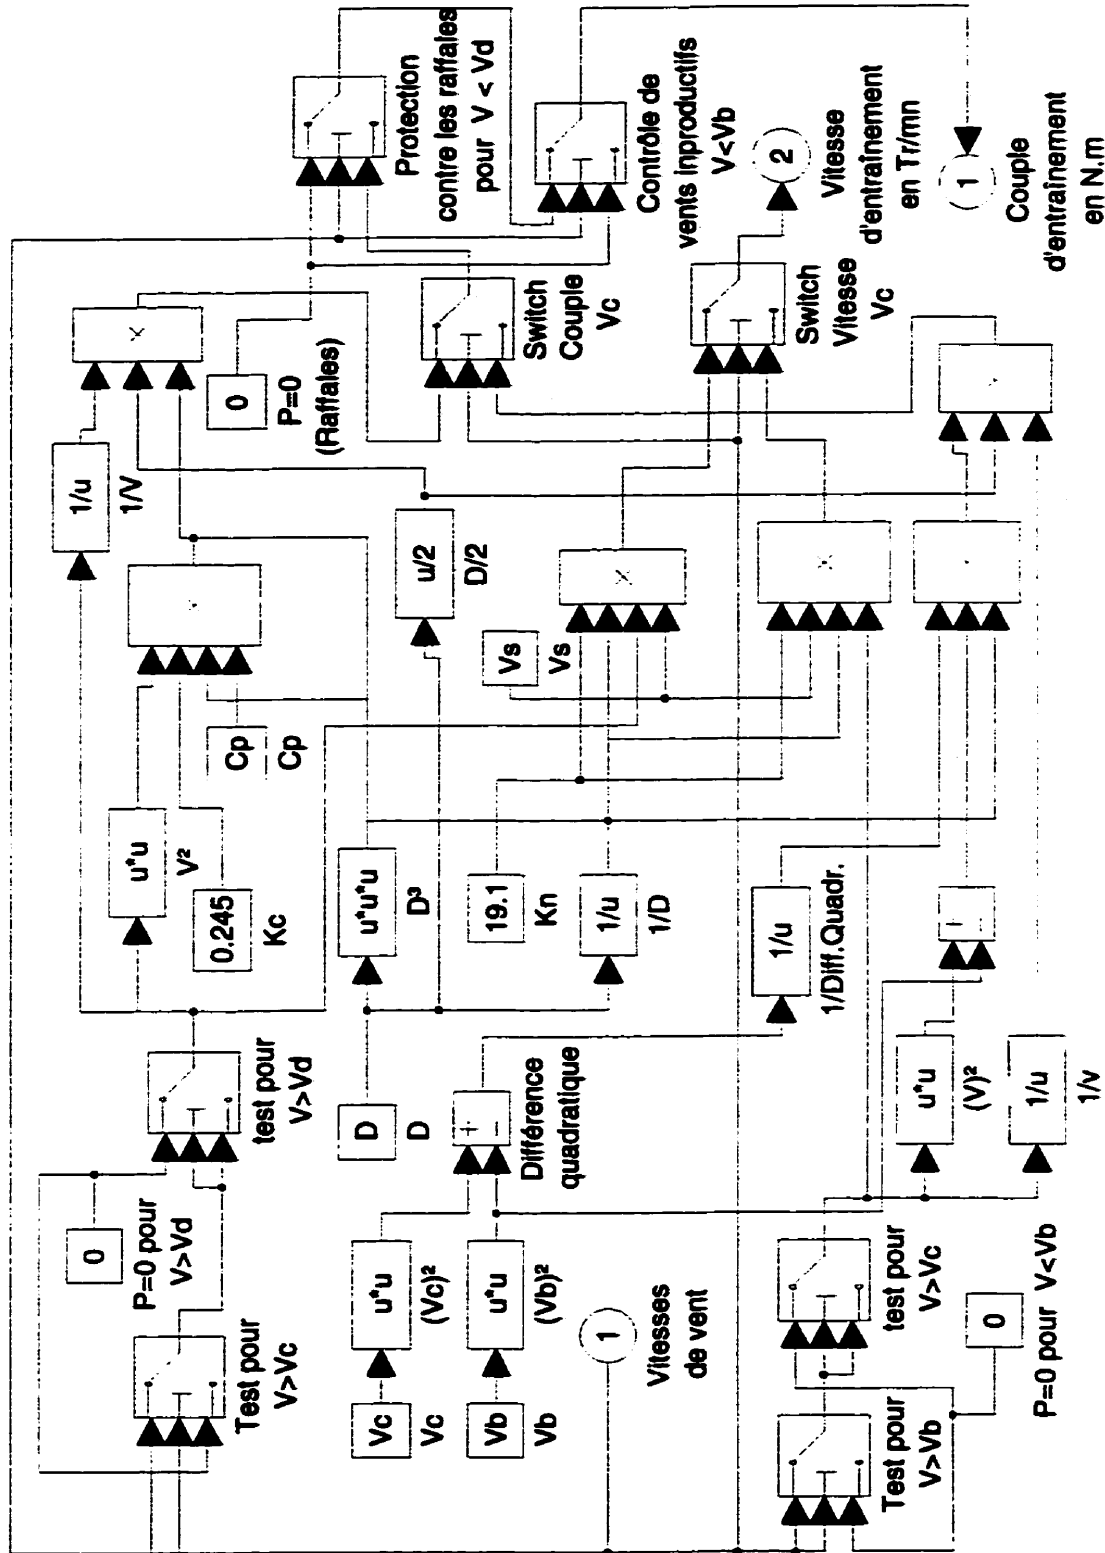 Protection
contre les raffales
pour V < Vd
Contrôle de
vents inproductifs
V<Vb
2
Vitesse
d'entraînement
en Tr/mn
1
Couple
d'entraînement
en N.m
×
0
P=0
(Raffales)
Switch
Couple
Vc
Switch
Vitesse
Vc
1/u
1/V
u/2
D/2
Vs
Vs
×
×
u*u
V²
Cp
Cp
0.245
Kc
u*u*u
D³
19.1
Kn
1/u
1/D
1/u
1/Diff.Quadr.
+
−
test pour
V>Vd
D
D
+
−
Différence
quadratique
u*u
(V)²
1/u
1/v
0
P=0 pour
V>Vd
Test pour
V>Vc
u*u
(Vc)²
u*u
(Vb)²
Vc
Vc
Vb
Vb
1
Vitesses
de vent
test pour
V>Vc
Test pour
V>Vb
0
P=0 pour V<Vb